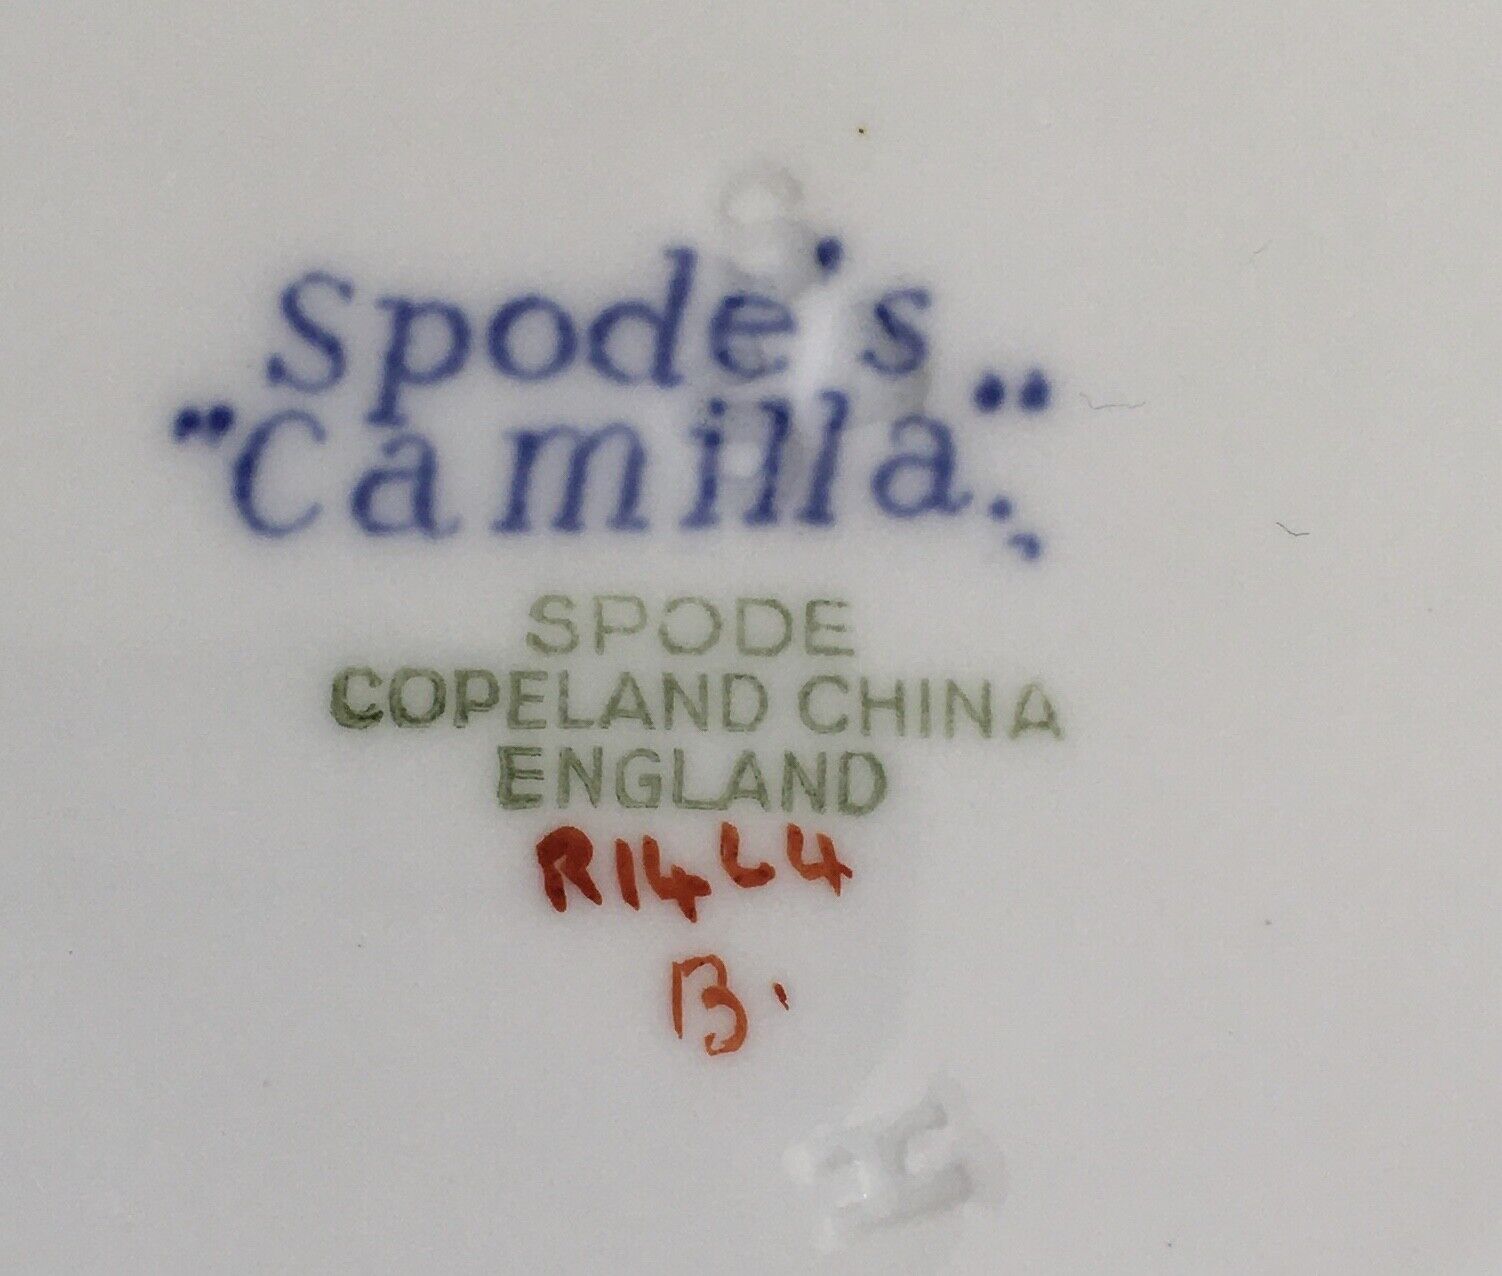 Spode's
"Camilla."
SPODE
COPELAND CHINA
ENGLAND
R1444
B.
H